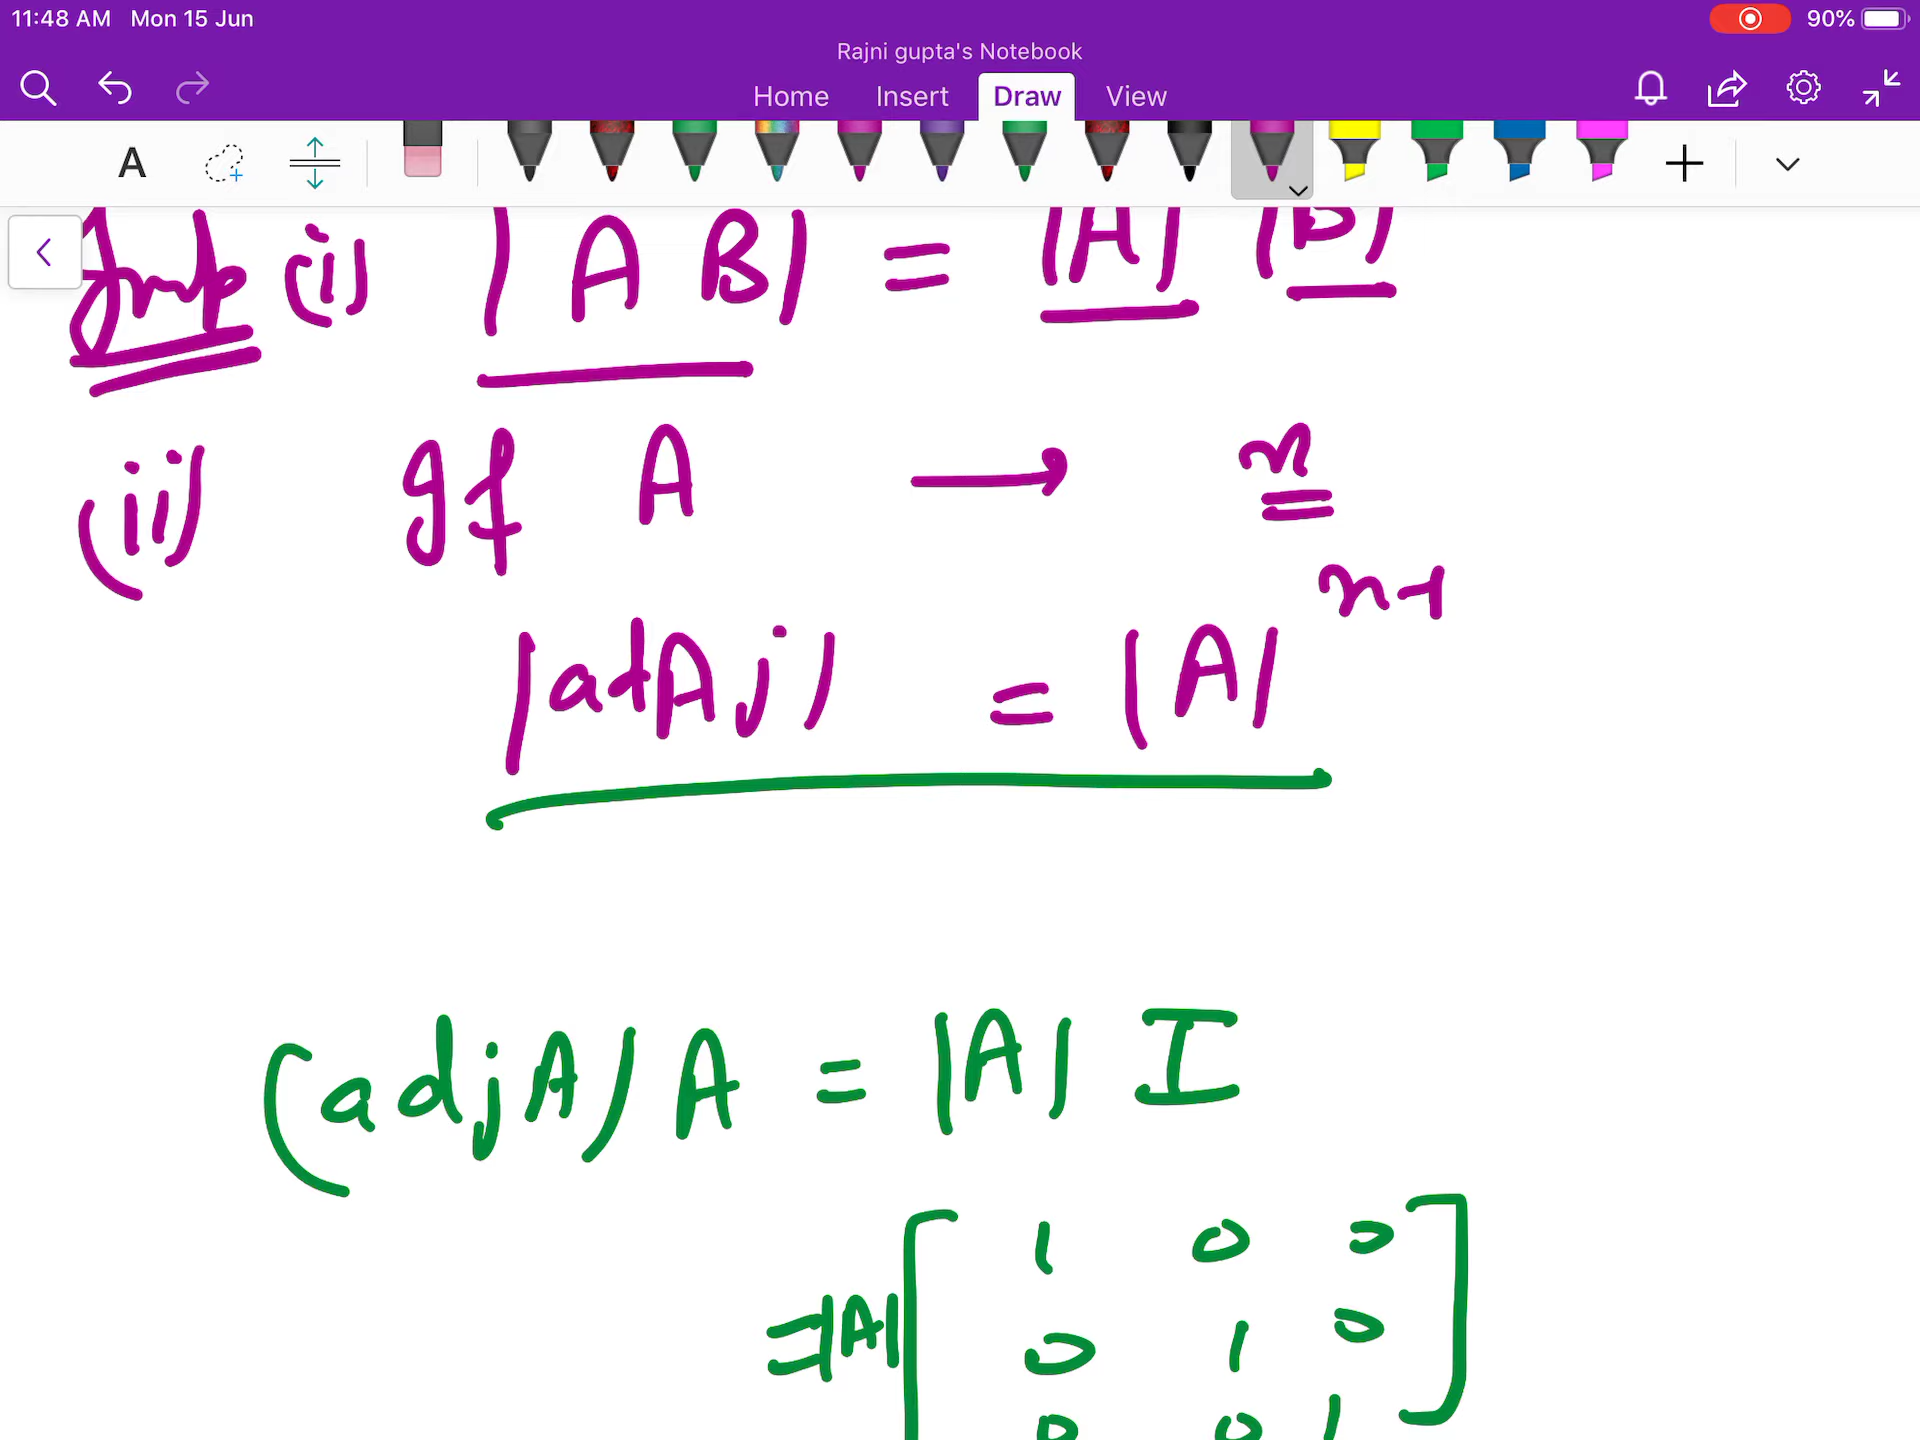 11:48 AM Mon 15 Jun 90%
Rajni gupta's Notebook
Home Insert Draw View
A
Imp (i) |AB| = |A| |B|
(ii) If A → n
|adAj| = |A|ⁿ⁻¹
(adjA) A = |A| I
=|A| [ 1 0 0 ]
0 1 0
0 0 1